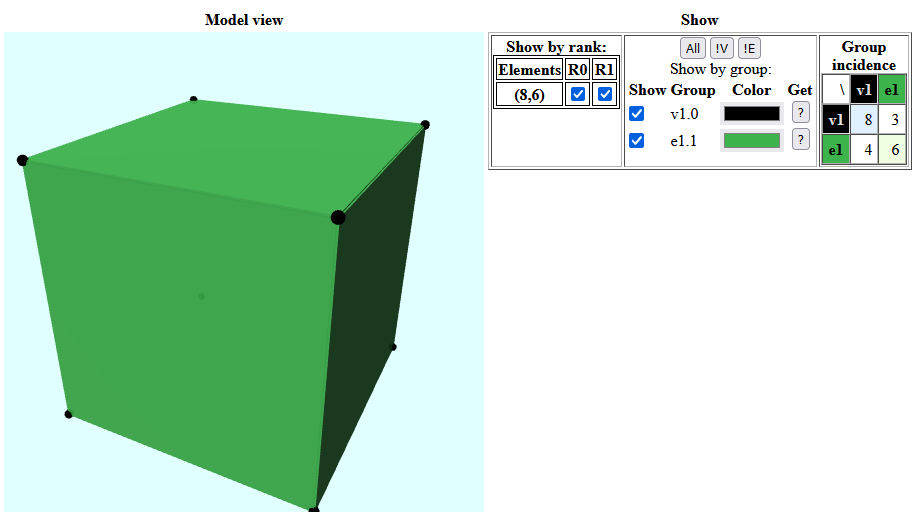 Model view
Show
Show by rank:
Elements R0 R1
(8,6)
All !V !E
Show by group:
Show Group Color Get
v1.0 ?
e1.1 ?
Group
incidence
\ v1 e1
v1 8 3
e1 4 6